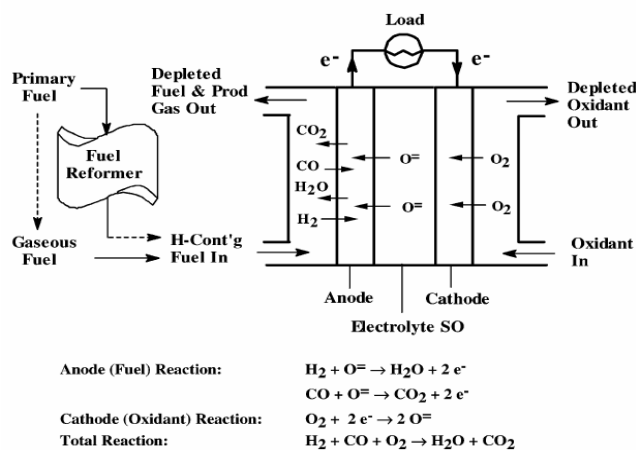 Load
e-
e-
Primary
Fuel
Depleted
Fuel & Prod
Gas Out
Depleted
Oxidant
Out
Fuel
Reformer
CO2
CO
H2O
H2
O=
O=
O2
O2
Gaseous
Fuel
H-Cont'g
Fuel In
Oxidant
In
Anode
Cathode
Electrolyte SO
Anode (Fuel) Reaction: H2 + O= → H2O + 2 e-
CO + O= → CO2 + 2 e-
Cathode (Oxidant) Reaction: O2 + 2 e- → 2 O=
Total Reaction: H2 + CO + O2 → H2O + CO2